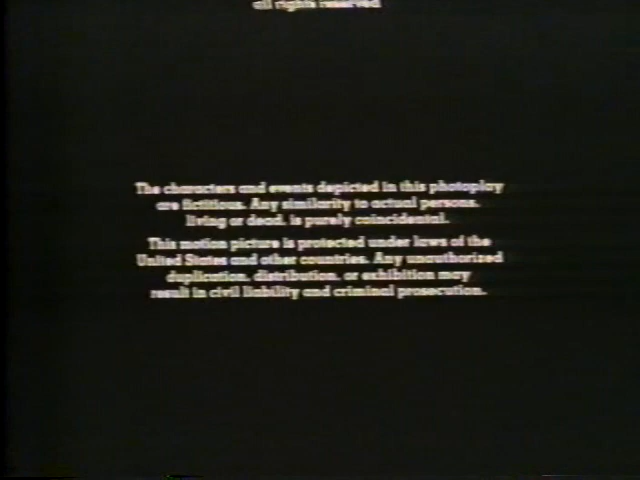 all rights reserved
The characters and events depicted in this photoplay
are fictitious. Any similarity to actual persons,
living or dead, is purely coincidental.
This motion picture is protected under laws of the
United States and other countries. Any unauthorized
duplication, distribution, or exhibition may
result in civil liability and criminal prosecution.